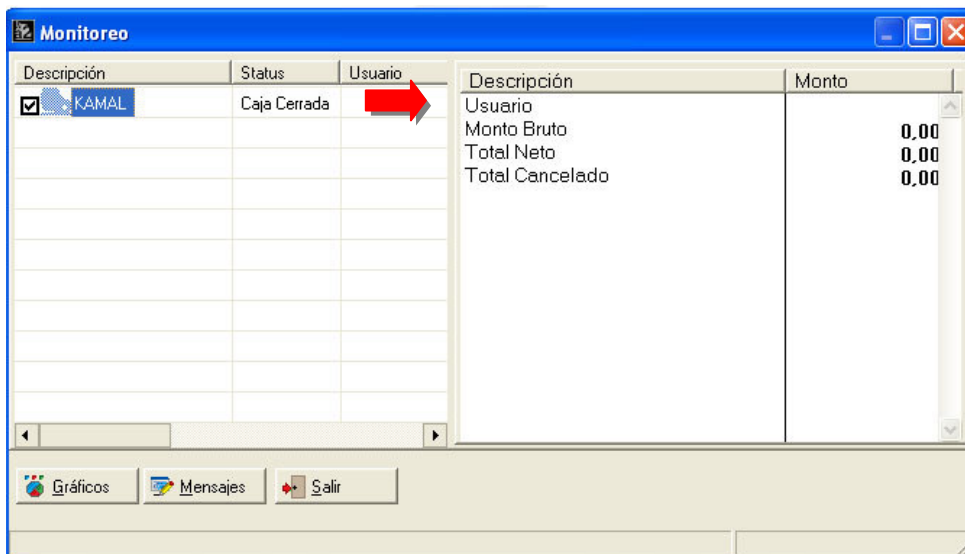 Monitoreo
Descripción Status Usuario
KAMAL Caja Cerrada
Descripción Monto
Usuario
Monto Bruto 0,00
Total Neto 0,00
Total Cancelado 0,00
Gráficos Mensajes Salir